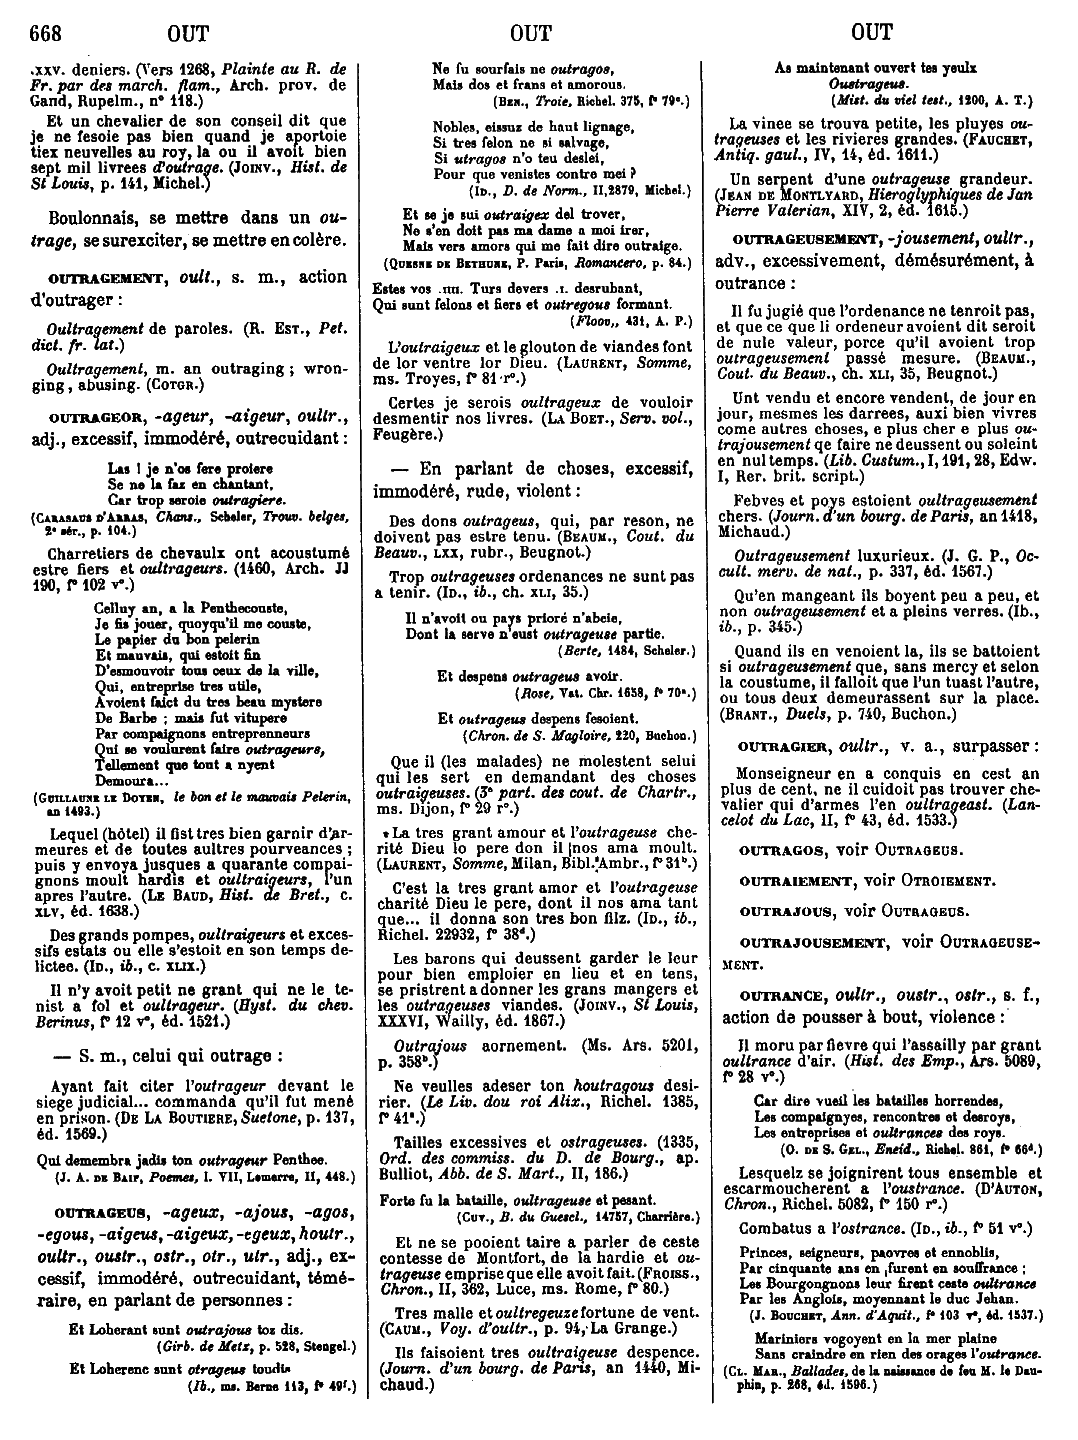 668 OUT OUT OUT
.xxv. deniers. (Vers 1268, Plainte au R. de
Fr. par des march. flam., Arch. prov. de
Gand, Rupelm., n° 118.)
Et un chevalier de son conseil dit que
je ne fesoie pas bien quand je aportoie
tiex neuvelles au roy, la ou il avoit bien
sept mil livrees d'outrage. (JOINV., Hist. de
St Louis, p. 141, Michel.)
Boulonnais, se mettre dans un ou-
trage, se surexciter, se mettre en colère.
OUTRAGEMENT, oult., s. m., action
d'outrager :
Oultragement de paroles. (R. EST., Pet.
dict. fr. lat.)
Oultragement, m. an outraging ; wron-
ging, abusing. (COTGR.)
OUTRAGEOR, -ageur, -aigeur, oultr.,
adj., excessif, immodéré, outrecuidant :
Las ! je n'os fere proiere
Se ne la faz en chantant,
Car trop seroie outragiere.
(CARASAUS D'ARRAS, Chans., Scheler, Trouv. belges,
2e sér., p. 104.)
Charretiers de chevaulx ont acoustumé
estre fiers et oultrageurs. (1460, Arch. JJ
190, f° 102 v°.)
Celluy an, a la Penthecouste,
Je fis jouer, quoyqu'il me couste,
Le papier du bon pelerin
Et mauvais, qui estoit fin
D'esmouvoir tous ceux de la ville,
Qui, entreprise tres utile,
Avoient faict du tres beau mystere
De Barbe ; mais fut vitupere
Par compaignons entreprenneurs
Qui se voulurent faire outrageurs,
Tellement que tout a nyent
Demoura...
(GUILLAUME LE DOYEN, le bon et le mauvais Pelerin,
an 1493.)
Lequel (hôtel) il fist tres bien garnir d'ar-
meures et de toutes aultres pourveances ;
puis y envoya jusques a quarante compai-
gnons moult hardis et oultraigeurs, l'un
apres l'autre. (LE BAUD, Hist. de Bret., c.
XLV, éd. 1638.)
Des grands pompes, oultraigeurs et exces-
sifs estats ou elle s'estoit en son temps de-
lictee. (ID., ib., c. XLIX.)
Il n'y avoit petit ne grant qui ne le te-
nist a fol et oultrageur. (Hyst. du chev.
Berinus, f° 12 v°, éd. 1521.)
— S. m., celui qui outrage :
Ayant fait citer l'outrageur devant le
siege judicial... commanda qu'il fut mené
en prison. (DE LA BOUTIERE, Suetone, p. 137,
éd. 1569.)
Qui demembra jadis ton outrageur Penthee.
(J. A. DE BAIF, Poemes, l. VII, Lemerre, II, 448.)
OUTRAGEUS, -ageux, -ajous, -agos,
-egous, -aigeus, -aigeux, -egeux, houtr.,
oultr., oustr., ostr., otr., utr., adj., ex-
cessif, immodéré, outrecuidant, témé-
raire, en parlant de personnes :
Et Loherant sunt outrajous toz dis.
(Girb. de Metz, p. 528, Stengel.)
Et Loherenc sunt otrageus toudis
(Ib., ms. Berne 113, f° 49f.)
Ne fu sourfais ne outragos,
Mais dos et frans et amorous.
(BEN., Troie, Richel. 375, f° 79e.)
Nobles, eissuz de haut lignage,
Si tres felon ne si salvage,
Si utragos n'o teu deslei,
Pour que venistes contre mei ?
(ID., D. de Norm., II, 2879, Michel.)
Et se je sui outraigex del trover,
Ne s'en doit pas ma dame a moi irer,
Mais vers amors qui me fait dire outraige.
(QUESNE DE BETHUNE, P. Paris, Romancero, p. 84.)
Estes vos .IIII. Turs devers .I. desrubant,
Qui sunt felons et fiers et outregous formant.
(Floov., 431, A. P.)
L'outraigeux et le glouton de viandes font
de lor ventre lor Dieu. (LAURENT, Somme,
ms. Troyes, f° 81 r°.)
Certes je serois oultrageux de vouloir
desmentir nos livres. (LA BOET., Serv. vol.,
Feugère.)
— En parlant de choses, excessif,
immodéré, rude, violent :
Des dons outrageus, qui, par reson, ne
doivent pas estre tenu. (BEAUM., Cout. du
Beauv., LXX, rubr., Beugnot.)
Trop outrageuses ordenances ne sunt pas
a tenir. (ID., ib., ch. XLI, 35.)
Il n'avoit ou pays prioré n'abeie,
Dont la serve n'eust outrageuse partie.
(Berte, 1484, Scheler.)
Et despens outrageus avoir.
(Rose, Vat. Chr. 1658, f° 70a.)
Et outrageus despens fesoient.
(Chron. de S. Magloire, 220, Buchon.)
Que il (les malades) ne molestent selui
qui les sert en demandant des choses
outraigeuses. (3e part. des cout. de Chartr.,
ms. Dijon, f° 29 r°.)
La tres grant amour et l'outrageuse che-
rité Dieu lo pere don il nos ama moult.
(LAURENT, Somme, Milan, Bibl. Ambr., f° 31b.)
C'est la tres grant amor et l'outrageuse
charité Dieu le pere, dont il nos ama tant
que... il donna son tres bon filz. (ID., ib.,
Richel. 22932, f° 38d.)
Les barons qui deussent garder le leur
pour bien emploier en lieu et en tens,
se pristrent a donner les grans mangers et
les outrageuses viandes. (JOINV., St Louis,
XXXVI, Wailly, éd. 1867.)
Outrajous aornement. (Ms. Ars. 5201,
p. 358b.)
Ne veulles adeser ton houtragous desi-
rier. (Le Liv. dou roi Alix., Richel. 1385,
f° 41a.)
Tailles excessives et ostrageuses. (1335,
Ord. des commiss. du D. de Bourg., ap.
Bulliot, Abb. de S. Mart., II, 186.)
Forte fu la bataille, oultrageuse et pesant.
(CUV., B. du Guescl., 14757, Charrière.)
Et ne se pooient taire a parler de ceste
contesse de Montfort, de la hardie et ou-
trageuse emprise que elle avoit fait. (FROISS.,
Chron., II, 362, Luce, ms. Rome, f° 80.)
Tres malle et oultregeuze fortune de vent.
(CAUM., Voy. d'oultr., p. 94, La Grange.)
Ils faisoient tres oultraigeuse despence.
(Journ. d'un bourg. de Paris, an 1440, Mi-
chaud.)
As maintenant ouvert tes yeulx
Oustrageus.
(Mist. du viel test., 1200, A. T.)
La vinee se trouva petite, les pluyes ou-
trageuses et les rivieres grandes. (FAUCHET,
Antiq. gaul., IV, 14, éd. 1611.)
Un serpent d'une outrageuse grandeur.
(JEAN DE MONTLYARD, Hieroglyphiques de Jan
Pierre Valerian, XIV, 2, éd. 1615.)
OUTRAGEUSEMENT, -jousement, oultr.,
adv., excessivement, démésurément, à
outrance :
Il fu jugié que l'ordenance ne tenroit pas,
et que ce que li ordeneur avoient dit seroit
de nule valeur, porce qu'il avoient trop
outrageusement passé mesure. (BEAUM.,
Cout. du Beauv., ch. XLI, 35, Beugnot.)
Unt vendu et encore vendent, de jour en
jour, mesmes les darrees, auxi bien vivres
come autres choses, e plus cher e plus ou-
trajousement qe faire ne deussent ou soleint
en nul temps. (Lib. Custum., I, 191, 28, Edw.
I, Rer. brit. script.)
Febves et poys estoient oultrageusement
chers. (Journ. d'un bourg. de Paris, an 1418,
Michaud.)
Outrageusement luxurieux. (J. G. P., Oc-
cult. merv. de nat., p. 337, éd. 1567.)
Qu'en mangeant ils boyent peu a peu, et
non outrageusement et a pleins verres. (Ib.,
ib., p. 345.)
Quand ils en venoient la, ils se battoient
si outrageusement que, sans mercy et selon
la coustume, il falloit que l'un tuast l'autre,
ou tous deux demeurassent sur la place.
(BRANT., Duels, p. 740, Buchon.)
OUTRAGIER, oultr., v. a., surpasser :
Monseigneur en a conquis en cest an
plus de cent, ne il cuidoit pas trouver che-
valier qui d'armes l'en oultrageast. (Lan-
celot du Lac, II, f° 43, éd. 1533.)
OUTRAGOS, voir OUTRAGEUS.
OUTRAIEMENT, voir OTROIEMENT.
OUTRAJOUS, voir OUTRAGEUS.
OUTRAJOUSEMENT, voir OUTRAGEUSE-
MENT.
OUTRANCE, oultr., oustr., ostr., s. f.,
action de pousser à bout, violence :
Il moru par fievre qui l'assailly par grant
oultrance d'air. (Hist. des Emp., Ars. 5089,
f° 28 v°.)
Car dire vueil les batailles horrendes,
Les compaignyes, rencontres et desroys,
Les entreprises et oultrances des roys.
(O. DE S. GEL., Eneid., Richel. 861, f° 66d.)
Lesquelz se joignirent tous ensemble et
escarmoucherent a l'oustrance. (D'AUTON,
Chron., Richel. 5082, f° 150 r°.)
Combatus a l'ostrance. (ID., ib., f° 51 v°.)
Princes, seigneurs, paovres et ennoblis,
Par cinquante ans en furent en souffrance ;
Les Bourgongnons leur firent ceste oultrance
Par les Anglois, moyennant le duc Jehan.
(J. BOUCHET, Ann. d'Aquit., f° 103 v°, éd. 1537.)
Mariniers vogoyent en la mer plaine
Sans craindre en rien des orages l'outrance.
(CL. MAR., Ballades, de la naissance de feu M. le Dau-
phin, p. 268, éd. 1596.)